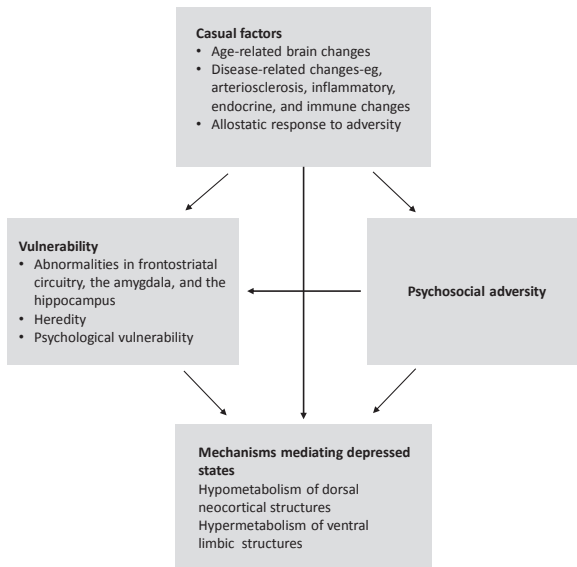 Casual factors
• Age-related brain changes
• Disease-related changes-eg,
arteriosclerosis, inflammatory,
endocrine, and immune changes
• Allostatic response to adversity
Vulnerability
• Abnormalities in frontostriatal
circuitry, the amygdala, and the
hippocampus
• Heredity
• Psychological vulnerability
Psychosocial adversity
Mechanisms mediating depressed
states
Hypometabolism of dorsal
neocortical structures
Hypermetabolism of ventral
limbic structures